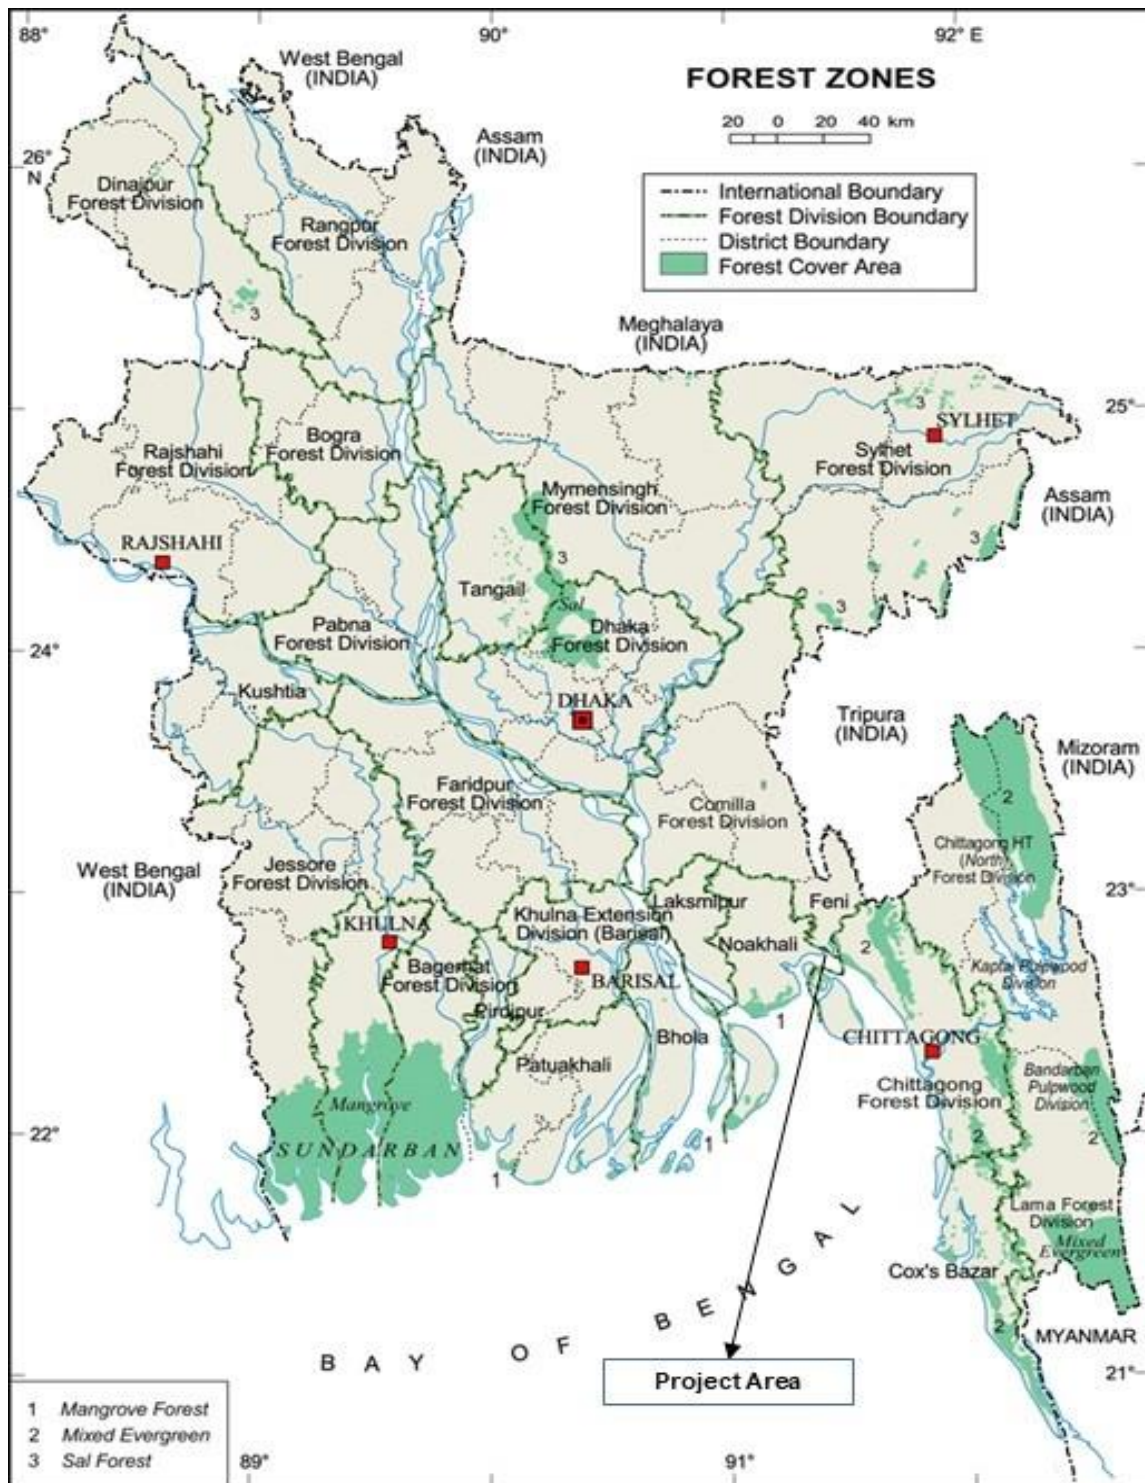 88°
90°
92° E
West Bengal
(INDIA)
FOREST ZONES
20 0 20 40 km
Assam
(INDIA)
26°
N
Dinajpur
Forest Division
International Boundary
Forest Division Boundary
District Boundary
Forest Cover Area
Rangpur
Forest Division
3
Meghalaya
(INDIA)
3
3
25°
SYLHET
Bogra
Forest Division
Rajshahi
Forest Division
Sylhet
Forest Division
Mymensingh
Forest Division
Assam
(INDIA)
RAJSHAHI
3
3
Tangail
Sal
3
Pabna
Forest Division
Dhaka
Forest Division
24°
Kushtia
DHAKA
Tripura
(INDIA)
Mizoram
(INDIA)
Faridpur
Forest Division
2
Comilla
Forest Division
Chittagong HT
(North)
Forest Division
West Bengal
(INDIA)
Jessore
Forest Division
23°
Laksmipur
Feni
KHULNA
Khulna Extension
Division (Barisal)
Noakhali
2
Bagerhat
Forest Division
BARISAL
Kaptai Pulpwood
Division
Pirojpur
1
Bhola
CHITTAGONG
Patuakhali
Chittagong
Forest Division
Bandarban
Pulpwood
Division
Mangrove
22°
SUNDARBAN
2
2
1
1
Lama Forest
Division
Mixed
Evergreen
Cox's Bazar
2
BAY OF BENGAL
MYANMAR
Project Area
21°
1 Mangrove Forest
2 Mixed Evergreen
3 Sal Forest
2
89°
91°